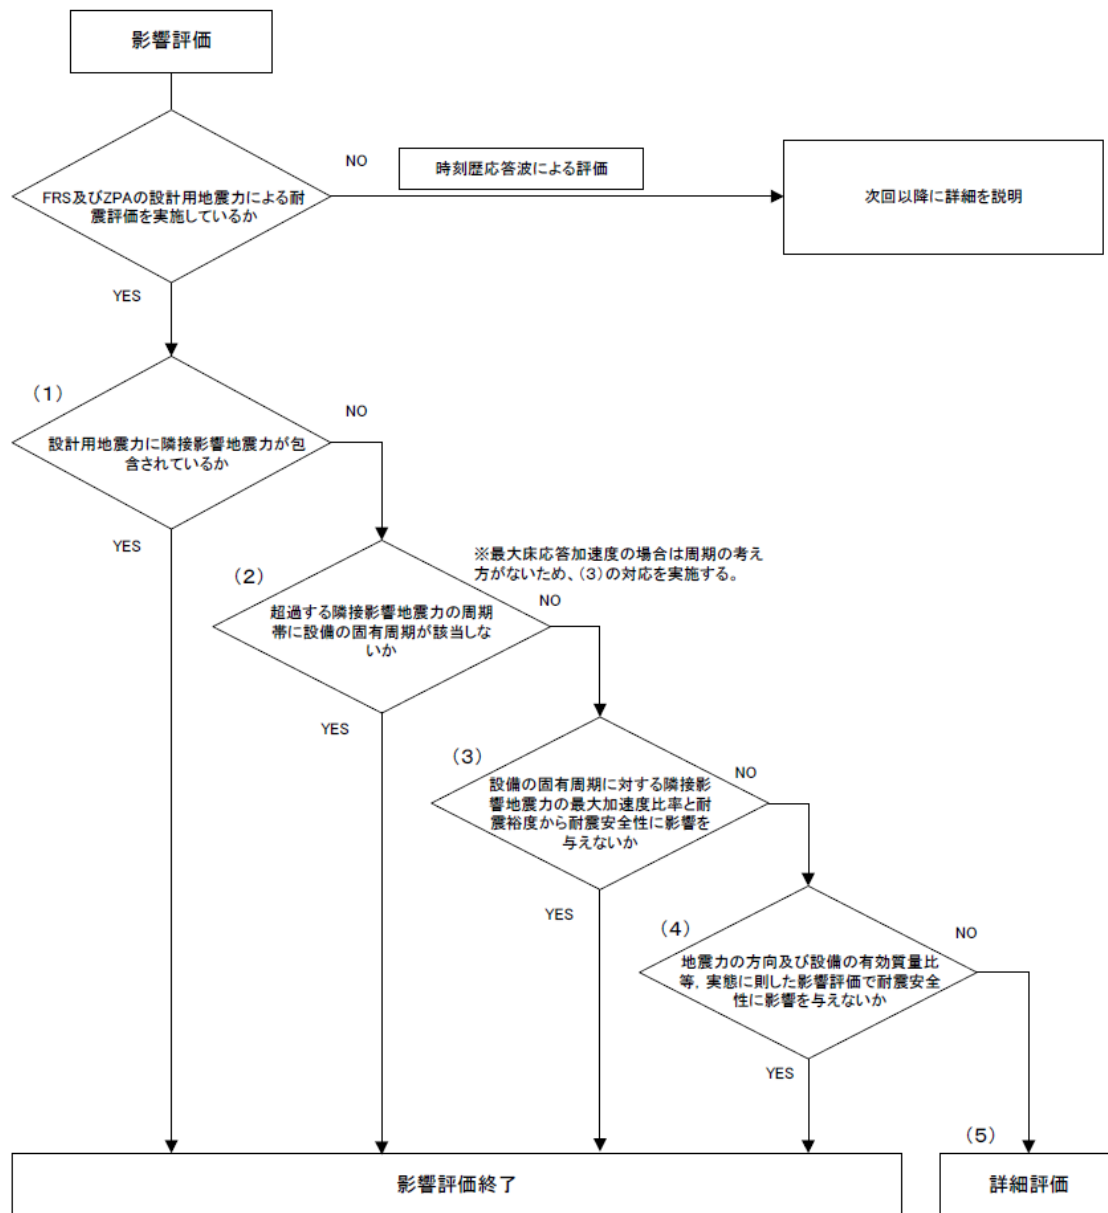 影響評価
FRS及びZPAの設計用地震力による耐
震評価を実施しているか
NO
時刻歴応答波による評価
次回以降に詳細を説明
YES
(1)
設計用地震力に隣接影響地震力が包
含されているか
NO
YES
※最大床応答加速度の場合は周期の考え
方がないため、(3)の対応を実施する。
(2)
超過する隣接影響地震力の周期
帯に設備の固有周期が該当しな
いか
NO
YES
(3)
設備の固有周期に対する隣接影
響地震力の最大加速度比率と耐
震裕度から耐震安全性に影響を
与えないか
NO
YES
(4)
地震力の方向及び設備の有効質量比
等，実態に則した影響評価で耐震安全
性に影響を与えないか
NO
YES
影響評価終了
(5)
詳細評価